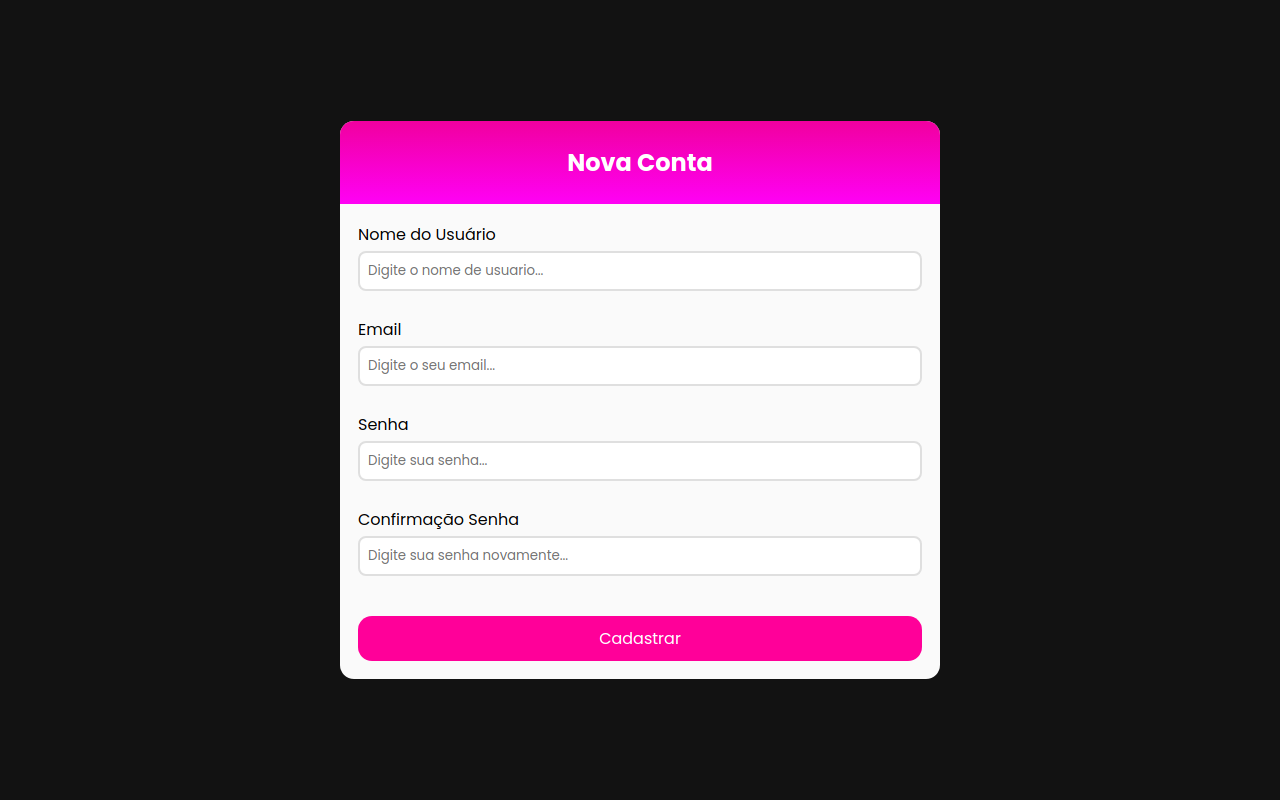 Nova Conta
Nome do Usuário
Digite o nome de usuario...
Email
Digite o seu email...
Senha
Digite sua senha...
Confirmação Senha
Digite sua senha novamente...
Cadastrar